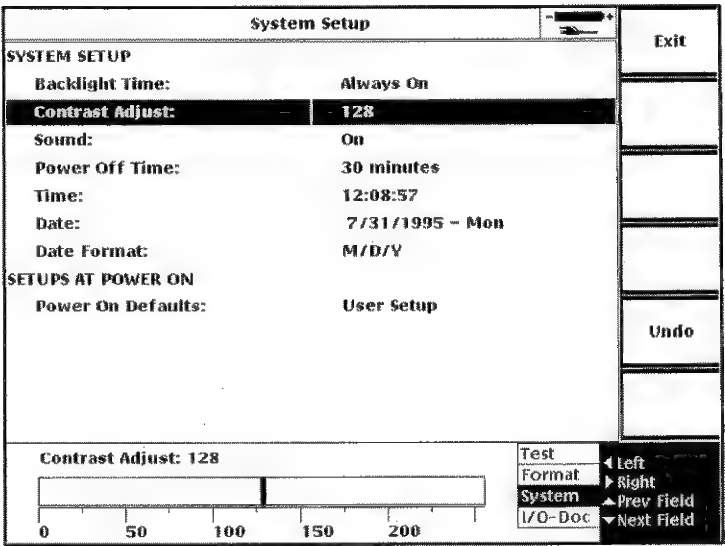 System Setup
- +
Exit
SYSTEM SETUP
Backlight Time: Always On
Contrast Adjust: 128
Sound: On
Power Off Time: 30 minutes
Time: 12:08:57
Date: 7/31/1995 - Mon
Date Format: M/D/Y
SETUPS AT POWER ON
Power On Defaults: User Setup
Undo
Contrast Adjust: 128
0 50 100 150 200
Test
Format
System
I/O-Doc
Left
Right
Prev Field
Next Field